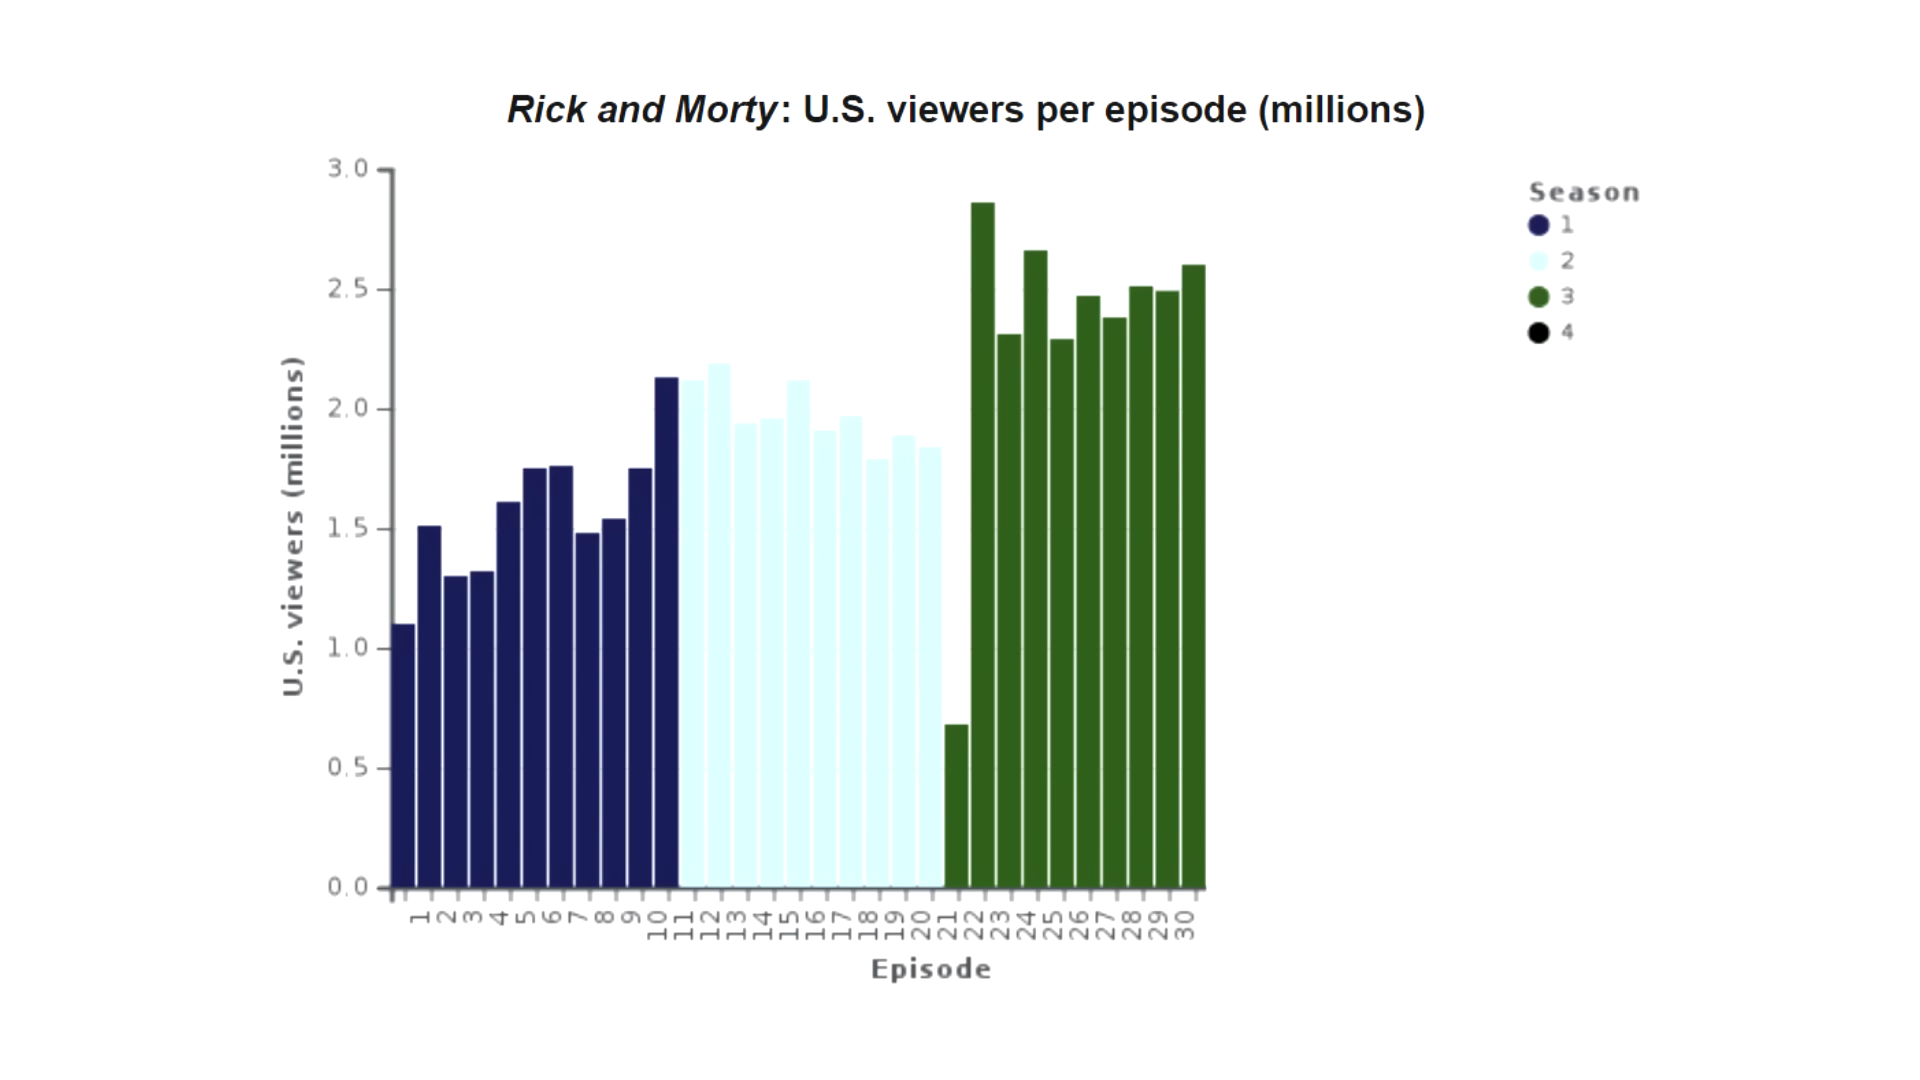 Rick and Morty: U.S. viewers per episode (millions)
3.0
2.5
2.0
1.5
1.0
0.5
0.0
U.S. viewers (millions)
1 2 3 4 5 6 7 8 9 10 11 12 13 14 15 16 17 18 19 20 21 22 23 24 25 26 27 28 29 30
Episode
Season
1
2
3
4